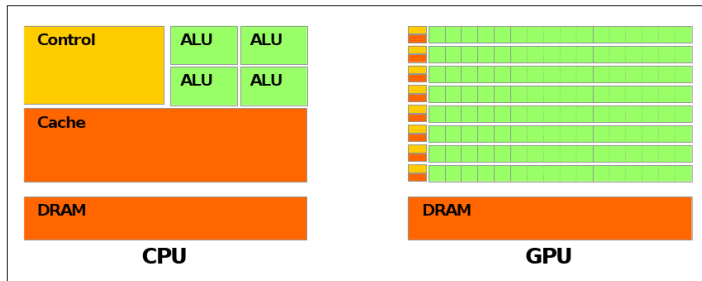 Control
ALU ALU
ALU ALU
Cache
DRAM
CPU
DRAM
GPU